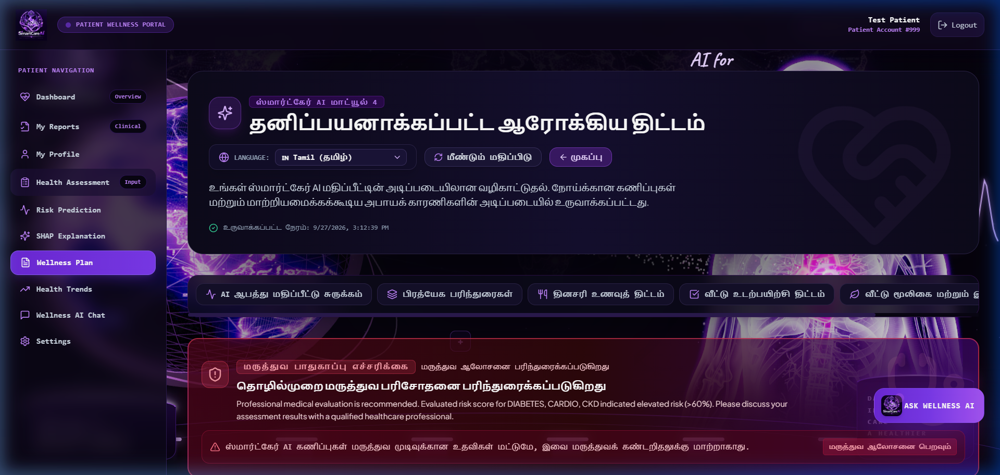 SmartCare AI
PATIENT WELLNESS PORTAL
Test Patient
Patient Account #999
Logout
PATIENT NAVIGATION
Dashboard
Overview
My Reports
Clinical
My Profile
Health Assessment
Input
Risk Prediction
SHAP Explanation
Wellness Plan
Health Trends
Wellness AI Chat
Settings
AI for
ஸ்மார்ட்கேர் AI மாட்யூல் 4
தனிப்பயனாக்கப்பட்ட ஆரோக்கிய திட்டம்
LANGUAGE:
IN Tamil (தமிழ்)
மீண்டும் மதிப்பிடு
முகப்பு
உங்கள் ஸ்மார்ட்கேர் AI மதிப்பீட்டின் அடிப்படையிலான வழிகாட்டுதல். நோய்க்கான கணிப்புகள்
மற்றும் மாற்றியமைக்கக்கூடிய அபாயக் காரணிகளின் அடிப்படையில் உருவாக்கப்பட்டது.
உருவாக்கப்பட்ட நேரம்: 9/27/2026, 3:12:39 PM
AI ஆபத்து மதிப்பீட்டு சுருக்கம்
பிரத்யேக பரிந்துரைகள்
தினசரி உணவுத் திட்டம்
வீட்டு உடற்பயிற்சி திட்டம்
வீட்டு மூலிகை மற்றும்
மருத்துவ பாதுகாப்பு எச்சரிக்கை
மருத்துவ ஆலோசனை பரிந்துரைக்கப்படுகிறது
தொழில்முறை மருத்துவ பரிசோதனை பரிந்துரைக்கப்படுகிறது
Professional medical evaluation is recommended. Evaluated risk score for DIABETES, CARDIO, CKD indicated elevated risk (>60%). Please discuss your
assessment results with a qualified healthcare professional.
ASK WELLNESS AI
A HEALTHIER
ஸ்மார்ட்கேர் AI கணிப்புகள் மருத்துவ முடிவுக்கான உதவிகள் மட்டுமே, இவை மருத்துவக் கண்டறிதலுக்கு மாற்றாகாது.
மருத்துவ ஆலோசனை பெறவும்